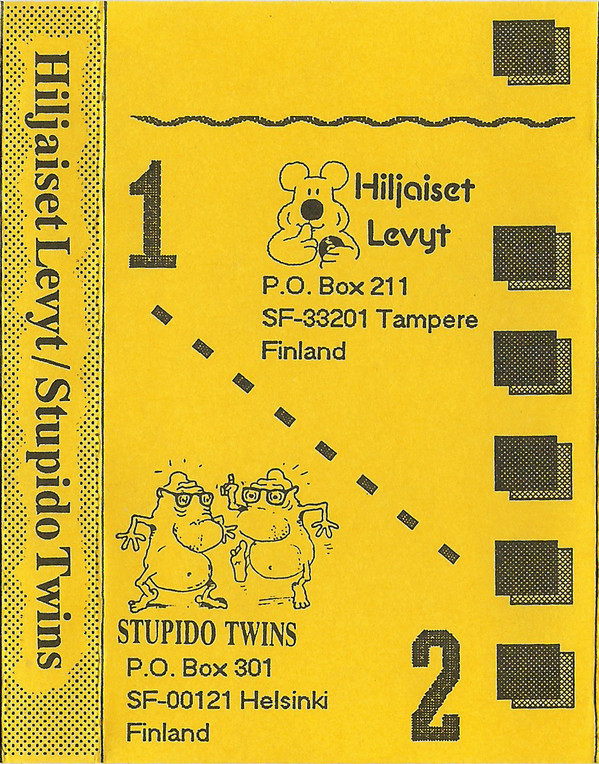 Hiljaiset Levyt / Stupido Twins
1
Hiljaiset
Levyt
P.O. Box 211
SF-33201 Tampere
Finland
STUPIDO TWINS
P.O. Box 301
SF-00121 Helsinki
Finland
2